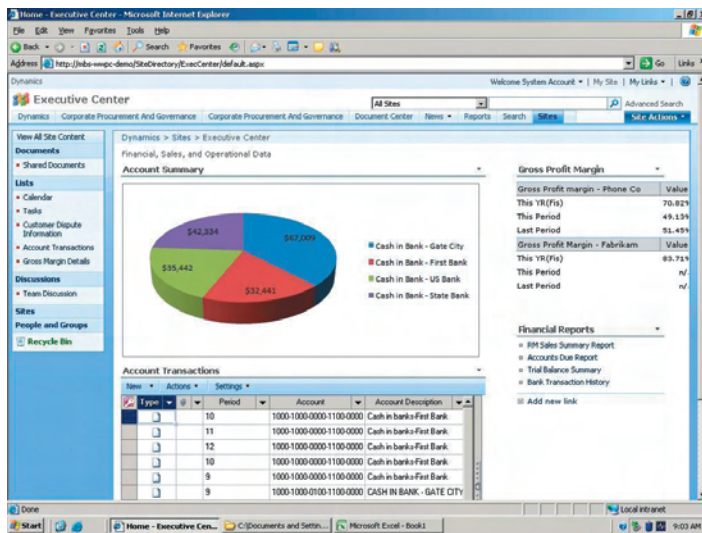 Home - Executive Center - Microsoft Internet Explorer
File Edit View Favorites Tools Help
Back Search Favorites
Address http://mbs-wwpc-demo/SiteDirectory/ExecCenter/default.aspx Go Links
Dynamics Welcome System Account | My Site | My Links |
Executive Center All Sites Advanced Search
Dynamics Corporate Procurement And Governance Corporate Procurement And Governance Document Center News Reports Search Sites Site Actions
View All Site Content
Documents
Shared Documents
Lists
Calendar
Tasks
Customer Dispute
Information
Account Transactions
Gross Margin Details
Discussions
Team Discussion
Sites
People and Groups
Recycle Bin
Dynamics > Sites > Executive Center
Financial, Sales, and Operational Data
Account Summary
$42,334
$67,009
$35,442
$32,441
Cash in Bank - Gate City
Cash in Bank - First Bank
Cash in Bank - US Bank
Cash in Bank - State Bank
Account Transactions
New Actions Settings
Type Period Account Account Description
10 1000-1000-0000-1100-0000 Cash in banks-First Bank
11 1000-1000-0000-1100-0000 Cash in banks-First Bank
12 1000-1000-0000-1100-0000 Cash in banks-First Bank
10 1000-1000-0000-1100-0000 Cash in banks-First Bank
9 1000-1000-0000-1100-0000 Cash in banks-First Bank
9 1000-1000-0100-1100-0000 CASH IN BANK - GATE CITY
Gross Profit Margin
Gross Profit margin - Phone Co Value
This YR(Fis) 70.82%
This Period 49.13%
Last Period 51.45%
Gross Profit Margin - Fabrikam Value
This YR(Fis) 83.71%
This Period n/
Last Period n/
Financial Reports
RM Sales Summary Report
Accounts Due Report
Trial Balance Summary
Bank Transaction History
Add new link
Done Local intranet
Start Home - Executive Cen... C:\Documents and Settin... Microsoft Excel - Book1 9:03 AM